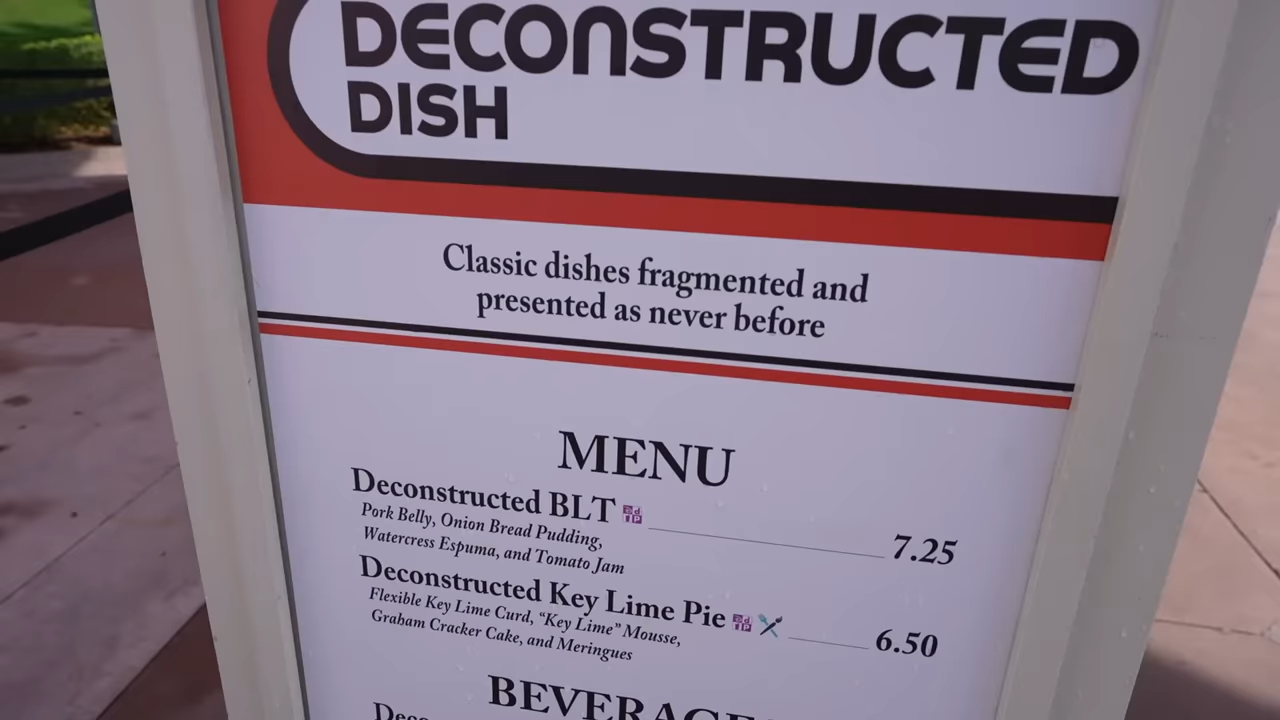 DECONSTRUCTED
DISH
Classic dishes fragmented and
presented as never before
MENU
Deconstructed BLT
7.25
Pork Belly, Onion Bread Pudding,
Watercress Espuma, and Tomato Jam
Deconstructed Key Lime Pie
6.50
Flexible Key Lime Curd, “Key Lime” Mousse,
Graham Cracker Cake, and Meringues